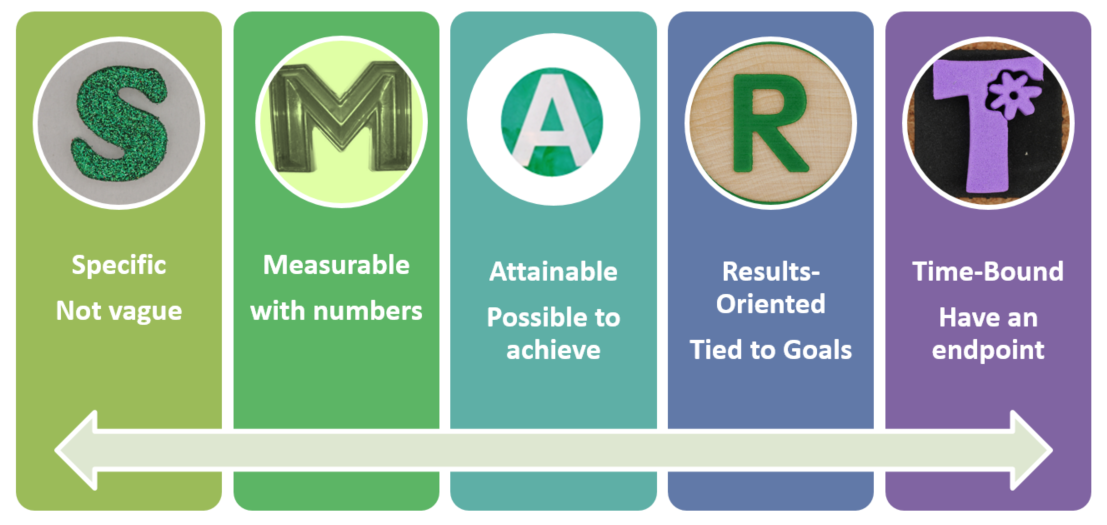 S
M
A
R
T
Specific
Not vague
Measurable
with numbers
Attainable
Possible to
achieve
Results-
Oriented
Tied to Goals
Time-Bound
Have an
endpoint